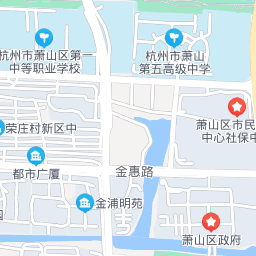 杭州市萧山区第一
中等职业学校
杭州市萧山
第五高级中学
萧山区市民
中心社保中
荣庄村新区中
都市广厦
金惠路
金浦明苑
萧山区政府